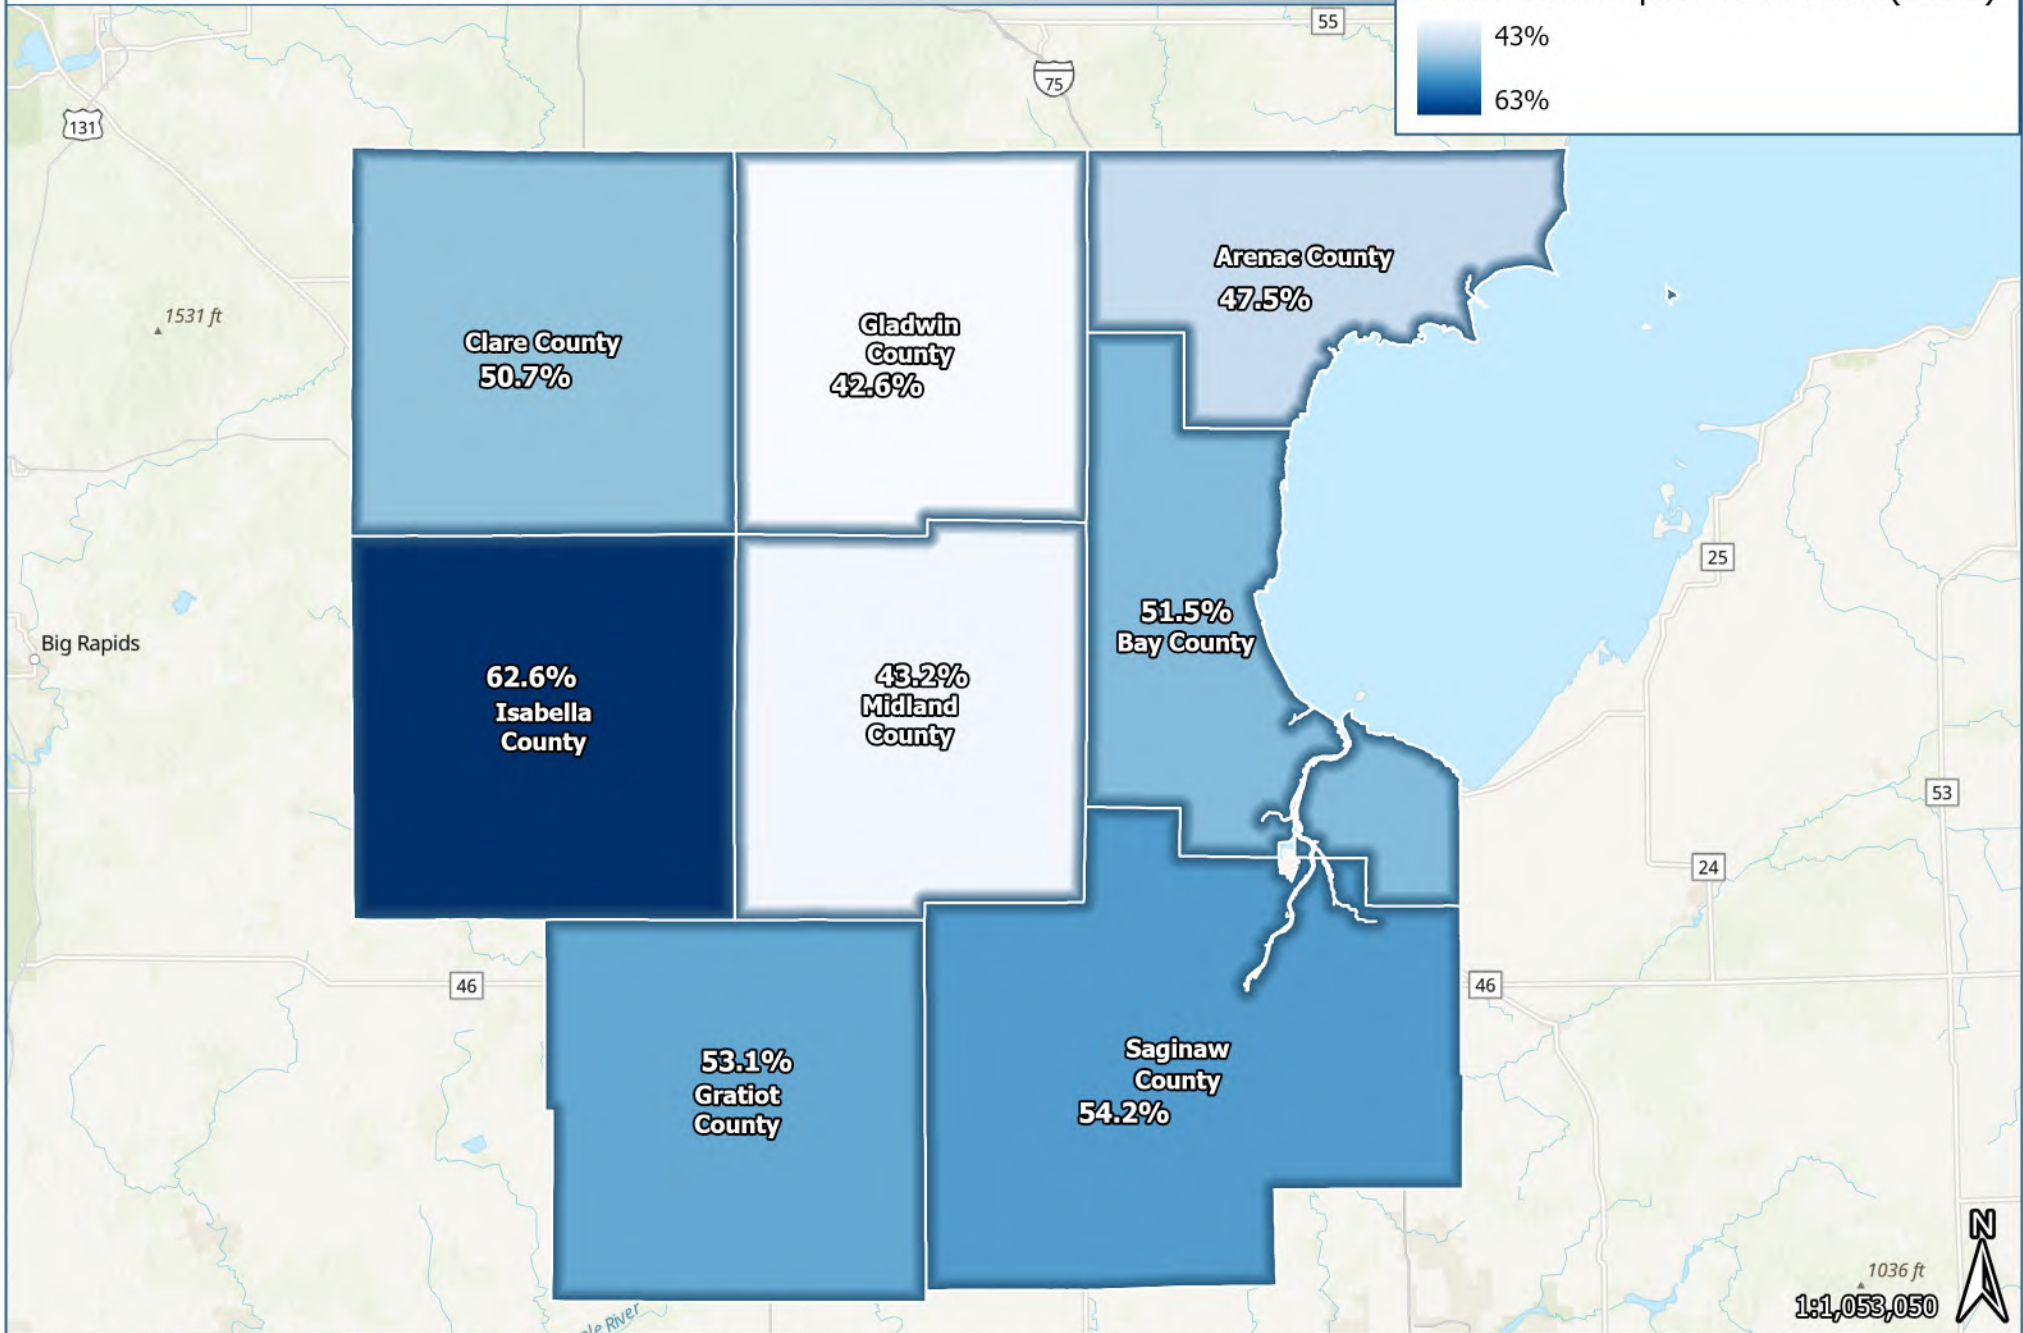 55
43%
75
63%
131
Arenac County
47.5%
1531 ft
Gladwin
County
42.6%
Clare County
50.7%
25
51.5%
Bay County
Big Rapids
62.6%
Isabella
County
43.2%
Midland
County
53
24
46
46
Saginaw
County
54.2%
53.1%
Gratiot
County
N
1036 ft
1:1,053,050
River